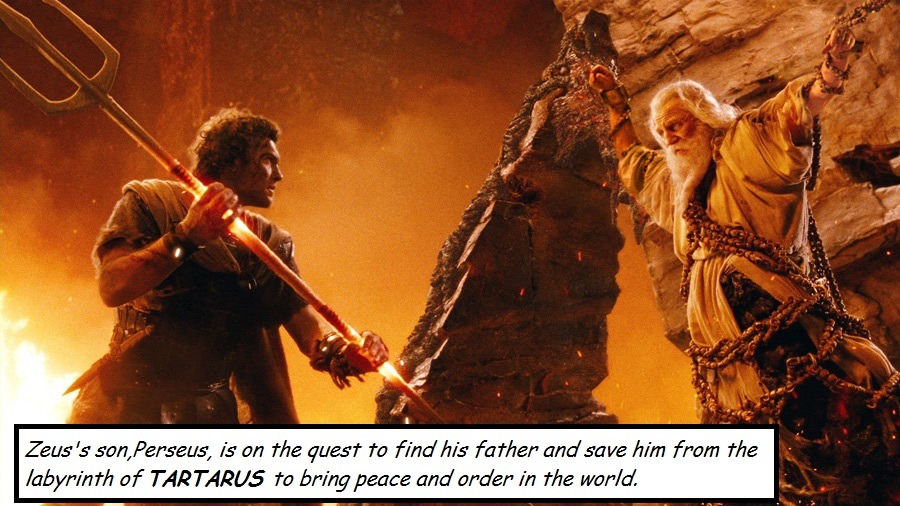 Zeus's son,Perseus, is on the quest to find his father and save him from the
labyrinth of TARTARUS to bring peace and order in the world.